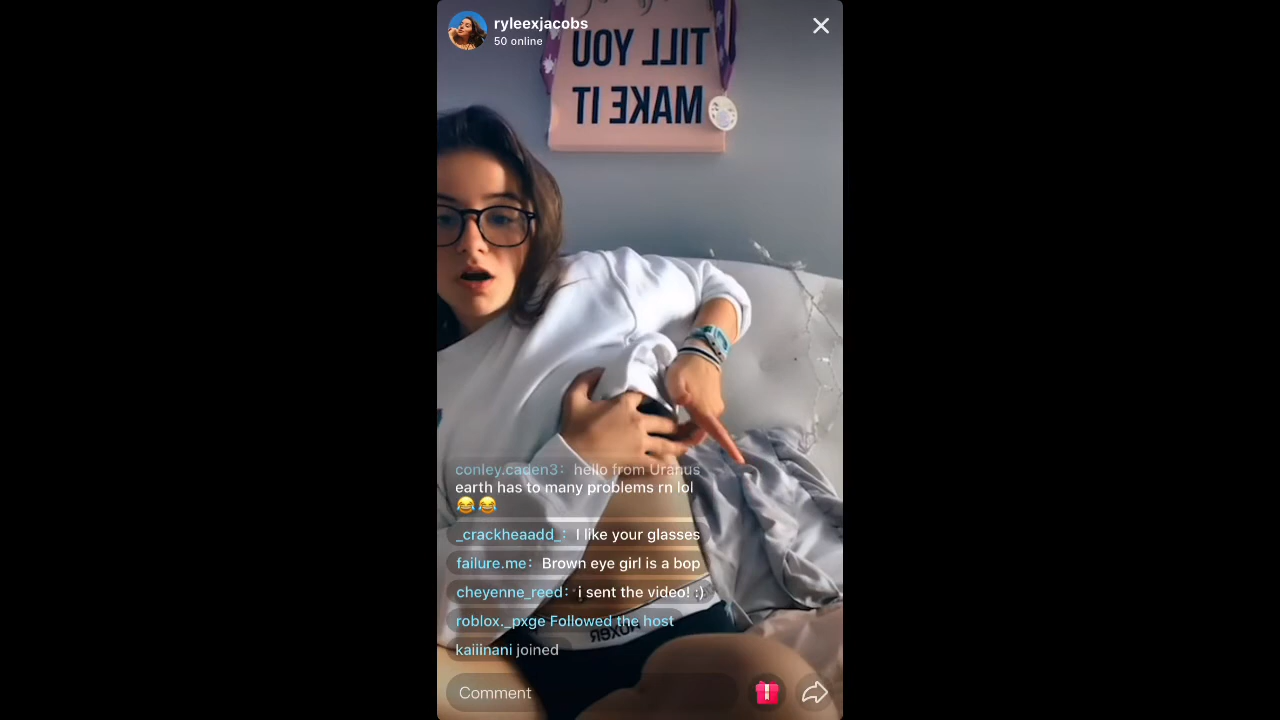 ryleexjacobs
50 online
TILL YOU
MAKE IT
conley.caden3: hello from Uranus
earth has to many problems rn lol
😂😂
_crackheaadd_: I like your glasses
failure.me: Brown eye girl is a bop
cheyenne_reed: i sent the video! :)
roblox._pxge Followed the host
kaiiinani joined
Comment